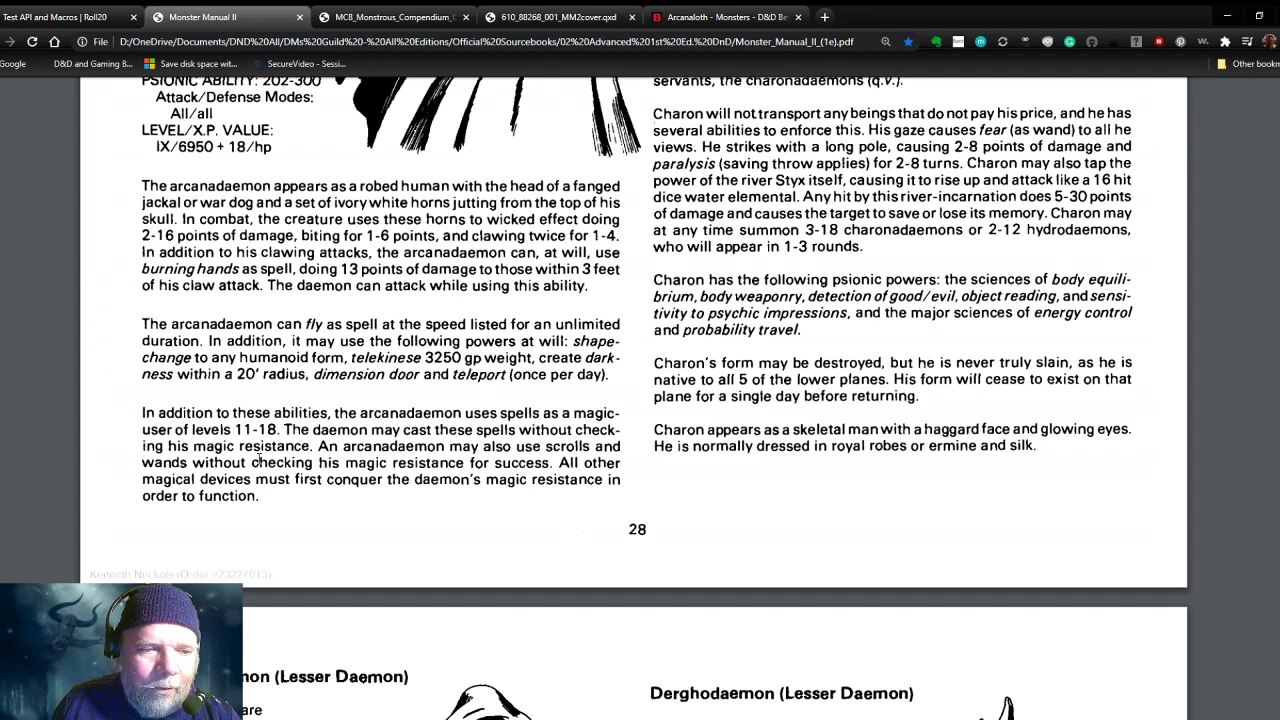 Test API and Macros | Roll20
Monster Manual II
MC8_Monstrous_Compendium_
610_88268_001_MM2cover.qxd
Arcanaloth - Monsters - D&D Be
File
D:/OneDrive/Documents/DND%20All/DMs%20Guild%20-%20All%20Editions/Official%20Sourcebooks/02%20Advanced%201st%20Ed.%20DnD/Monster_Manual_II_(1e).pdf
Google
D&D and Gaming B...
Save disk space wit...
SecureVideo - Sessi...
Other bookm
PSIONIC ABILITY: 202-300
Attack/Defense Modes:
All/all
LEVEL/X.P. VALUE:
IX/6950 + 18/hp
The arcanadaemon appears as a robed human with the head of a fanged
jackal or war dog and a set of ivory white horns jutting from the top of his
skull. In combat, the creature uses these horns to wicked effect doing
2-16 points of damage, biting for 1-6 points, and clawing twice for 1-4.
In addition to his clawing attacks, the arcanadaemon can, at will, use
burning hands as spell, doing 13 points of damage to those within 3 feet
of his claw attack. The daemon can attack while using this ability.
The arcanadaemon can fly as spell at the speed listed for an unlimited
duration. In addition, it may use the following powers at will: shape-
change to any humanoid form, telekinese 3250 gp weight, create dark-
ness within a 20' radius, dimension door and teleport (once per day).
In addition to these abilities, the arcanadaemon uses spells as a magic-
user of levels 11-18. The daemon may cast these spells without check-
ing his magic resistance. An arcanadaemon may also use scrolls and
wands without checking his magic resistance for success. All other
magical devices must first conquer the daemon's magic resistance in
order to function.
servants, the charonadaemons (q.v.).
Charon will not transport any beings that do not pay his price, and he has
several abilities to enforce this. His gaze causes fear (as wand) to all he
views. He strikes with a long pole, causing 2-8 points of damage and
paralysis (saving throw applies) for 2-8 turns. Charon may also tap the
power of the river Styx itself, causing it to rise up and attack like a 16 hit
dice water elemental. Any hit by this river-incarnation does 5-30 points
of damage and causes the target to save or lose its memory. Charon may
at any time summon 3-18 charonadaemons or 2-12 hydrodaemons,
who will appear in 1-3 rounds.
Charon has the following psionic powers: the sciences of body equili-
brium, body weaponry, detection of good/evil, object reading, and sensi-
tivity to psychic impressions, and the major sciences of energy control
and probability travel.
Charon's form may be destroyed, but he is never truly slain, as he is
native to all 5 of the lower planes. His form will cease to exist on that
plane for a single day before returning.
Charon appears as a skeletal man with a haggard face and glowing eyes.
He is normally dressed in royal robes or ermine and silk.
28
Kenneth Neckols (Order #23227913)
mon (Lesser Daemon)
are
Derghodaemon (Lesser Daemon)